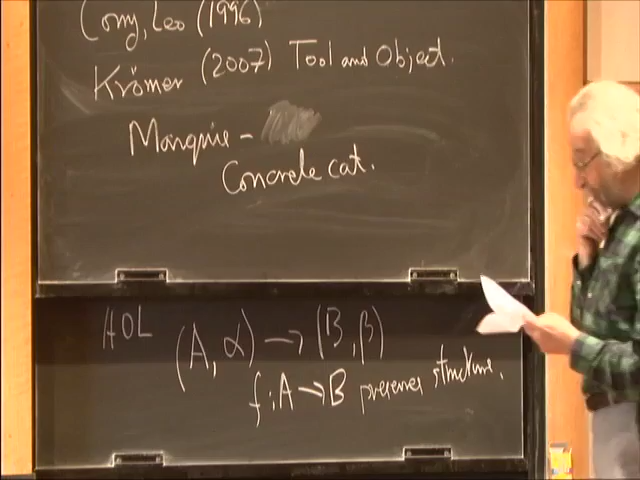 Corry, Leo (1996)
Krömer (2007) Tool and Object.
Marquis -
Concrete cat.
HOL (A, α) → (B, β)
f: A → B preserves structure.